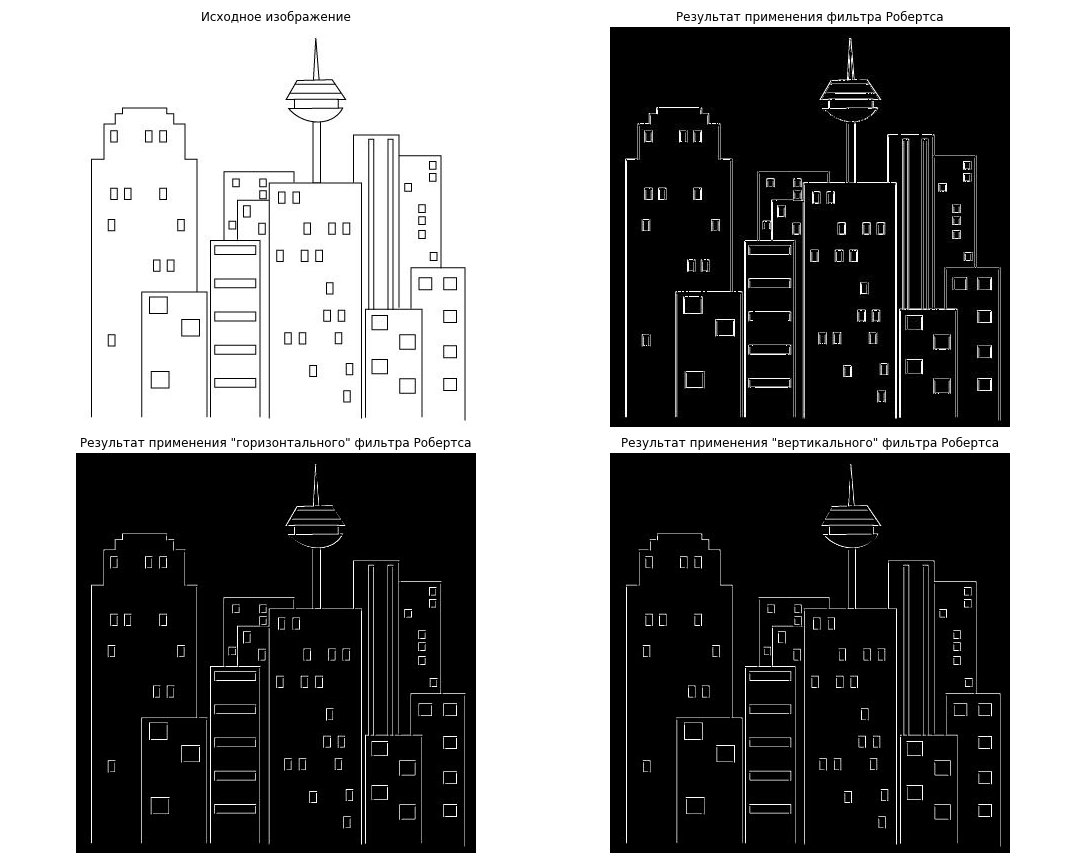 Исходное изображение
Результат применения фильтра Робертса
Результат применения "горизонтального" фильтра Робертса
Результат применения "вертикального" фильтра Робертса